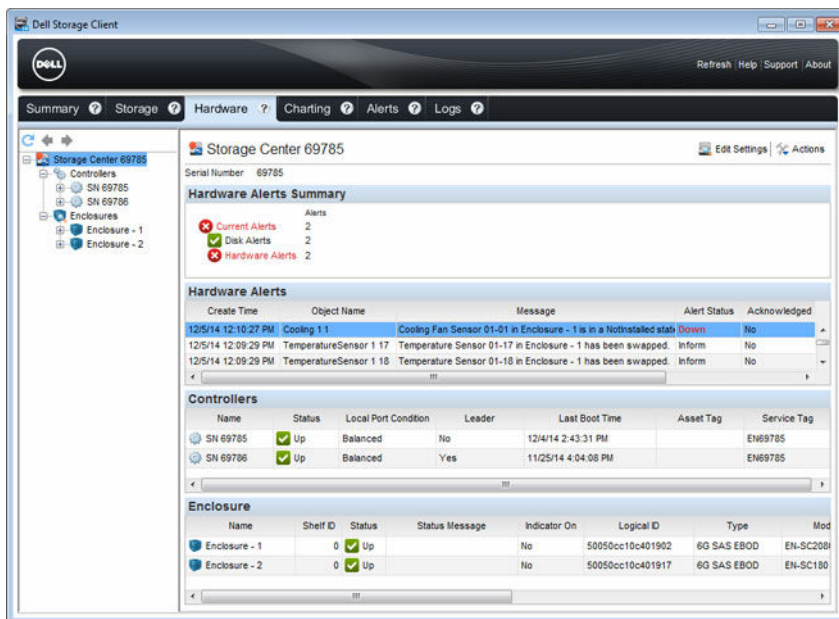 Dell Storage Client
DELL
Refresh Help Support About
Summary ? Storage ? Hardware ? Charting ? Alerts ? Logs ?
Storage Center 69785
Controllers
SN 69785
SN 69786
Enclosures
Enclosure - 1
Enclosure - 2
Storage Center 69785
Edit Settings Actions
Serial Number 69785
Hardware Alerts Summary
Alerts
Current Alerts 2
Disk Alerts 2
Hardware Alerts 2
Hardware Alerts
Create Time Object Name Message Alert Status Acknowledged
12/5/14 12:10:27 PM Cooling 1 1 Cooling Fan Sensor 01-01 in Enclosure - 1 is in a NotInstalled stat Down No
12/5/14 12:09:29 PM TemperatureSensor 1 17 Temperature Sensor 01-17 in Enclosure - 1 has been swapped. Inform No
12/5/14 12:09:29 PM TemperatureSensor 1 18 Temperature Sensor 01-18 in Enclosure - 1 has been swapped. Inform No
Controllers
Name Status Local Port Condition Leader Last Boot Time Asset Tag Service Tag
SN 69785 Up Balanced No 12/4/14 2:43:31 PM EN69785
SN 69786 Up Balanced Yes 11/25/14 4:04:08 PM EN69785
Enclosure
Name Shelf ID Status Status Message Indicator On Logical ID Type Mod
Enclosure - 1 0 Up No 50050cc10c401902 6G SAS EBOD EN-SC208
Enclosure - 2 0 Up No 50050cc10c401917 6G SAS EBOD EN-SC180